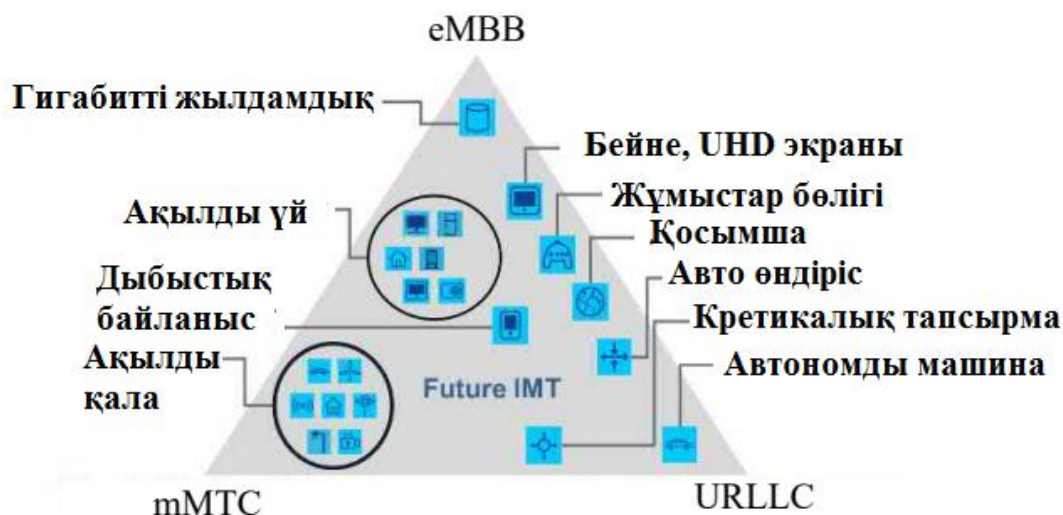 eMBB
Гигабитті жылдамдық
Бейне, UHD экраны
Жұмыстар бөлігі
Ақылды үй
Қосымша
Авто өндіріс
Дыбыстық
байланыс
Кретикалық тапсырма
Ақылды
қала
Автономды машина
Future IMT
mMTC
URLLC